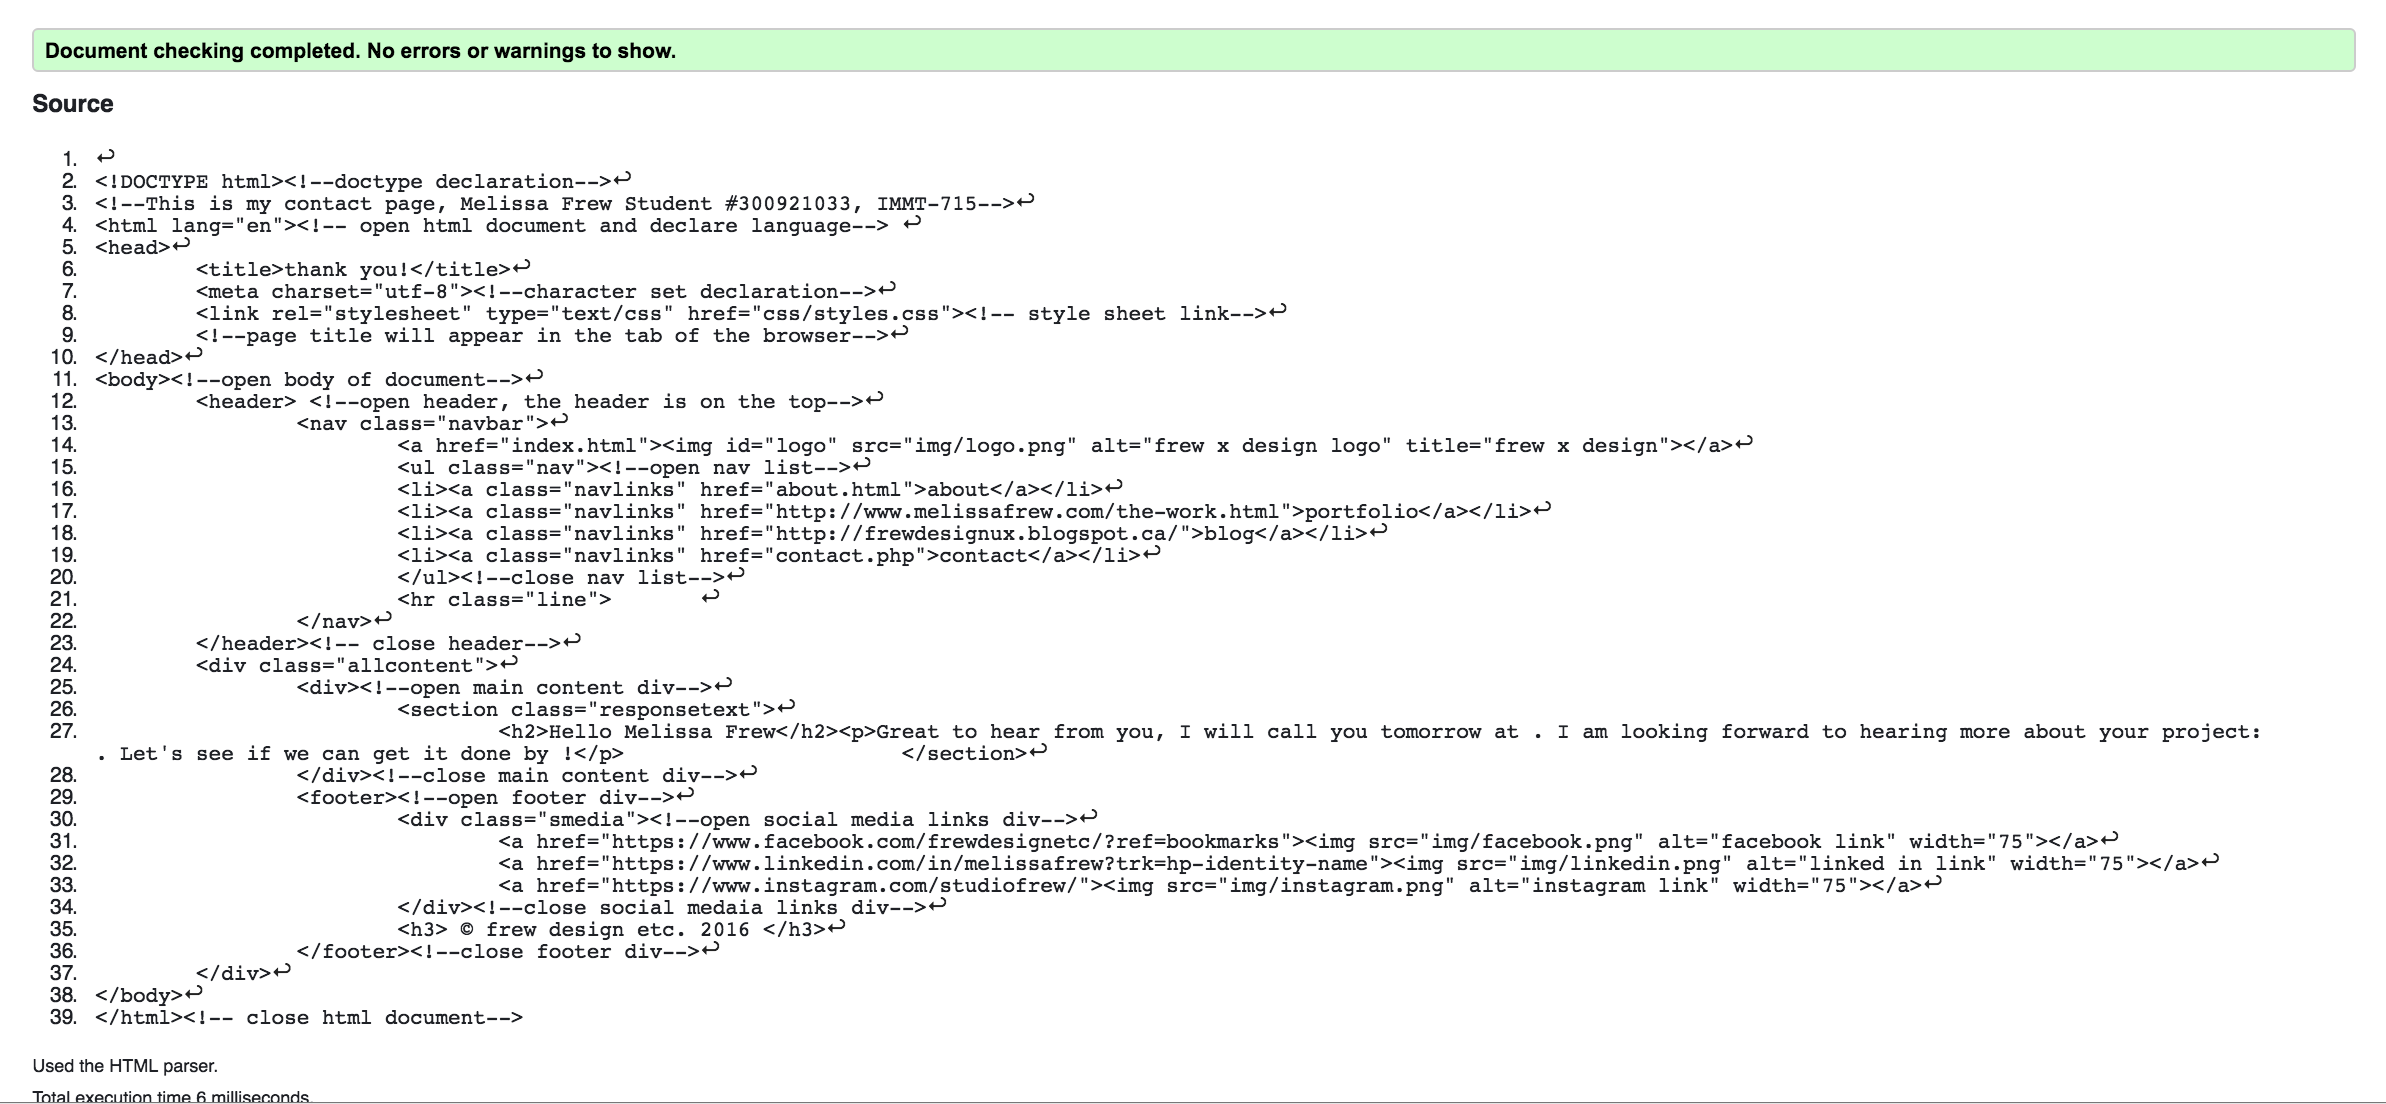 Document checking completed. No errors or warnings to show.
Source
1. ↩
2. <!DOCTYPE html><!--doctype declaration-->↩
3. <!--This is my contact page, Melissa Frew Student #300921033, IMMT-715-->↩
4. <html lang="en"><!-- open html document and declare language--> ↩
5. <head>↩
6. <title>thank you!</title>↩
7. <meta charset="utf-8"><!--character set declaration-->↩
8. <link rel="stylesheet" type="text/css" href="css/styles.css"><!-- style sheet link-->↩
9. <!--page title will appear in the tab of the browser-->↩
10. </head>↩
11. <body><!--open body of document-->↩
12. <header> <!--open header, the header is on the top-->↩
13. <nav class="navbar">↩
14. <a href="index.html"><img id="logo" src="img/logo.png" alt="frew x design logo" title="frew x design"></a>↩
15. <ul class="nav"><!--open nav list-->↩
16. <li><a class="navlinks" href="about.html">about</a></li>↩
17. <li><a class="navlinks" href="http://www.melissafrew.com/the-work.html">portfolio</a></li>↩
18. <li><a class="navlinks" href="http://frewdesignux.blogspot.ca/">blog</a></li>↩
19. <li><a class="navlinks" href="contact.php">contact</a></li>↩
20. </ul><!--close nav list-->↩
21. <hr class="line"> ↩
22. </nav>↩
23. </header><!-- close header-->↩
24. <div class="allcontent">↩
25. <div><!--open main content div-->↩
26. <section class="responsetext">↩
27. <h2>Hello Melissa Frew</h2><p>Great to hear from you, I will call you tomorrow at . I am looking forward to hearing more about your project:
. Let's see if we can get it done by !</p> </section>↩
28. </div><!--close main content div-->↩
29. <footer><!--open footer div-->↩
30. <div class="smedia"><!--open social media links div-->↩
31. <a href="https://www.facebook.com/frewdesignetc/?ref=bookmarks"><img src="img/facebook.png" alt="facebook link" width="75"></a>↩
32. <a href="https://www.linkedin.com/in/melissafrew?trk=hp-identity-name"><img src="img/linkedin.png" alt="linked in link" width="75"></a>↩
33. <a href="https://www.instagram.com/studiofrew/"><img src="img/instagram.png" alt="instagram link" width="75"></a>↩
34. </div><!--close social medaia links div-->↩
35. <h3> © frew design etc. 2016 </h3>↩
36. </footer><!--close footer div-->↩
37. </div>↩
38. </body>↩
39. </html><!-- close html document-->
Used the HTML parser.
Total execution time 6 milliseconds.